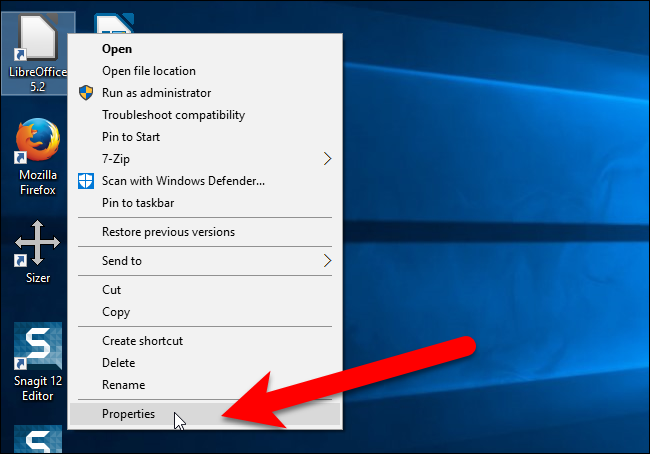 LibreOffice
5.2
Mozilla
Firefox
Sizer
Snagit 12
Editor
Open
Open file location
Run as administrator
Troubleshoot compatibility
Pin to Start
7-Zip
Scan with Windows Defender...
Pin to taskbar
Restore previous versions
Send to
Cut
Copy
Create shortcut
Delete
Rename
Properties